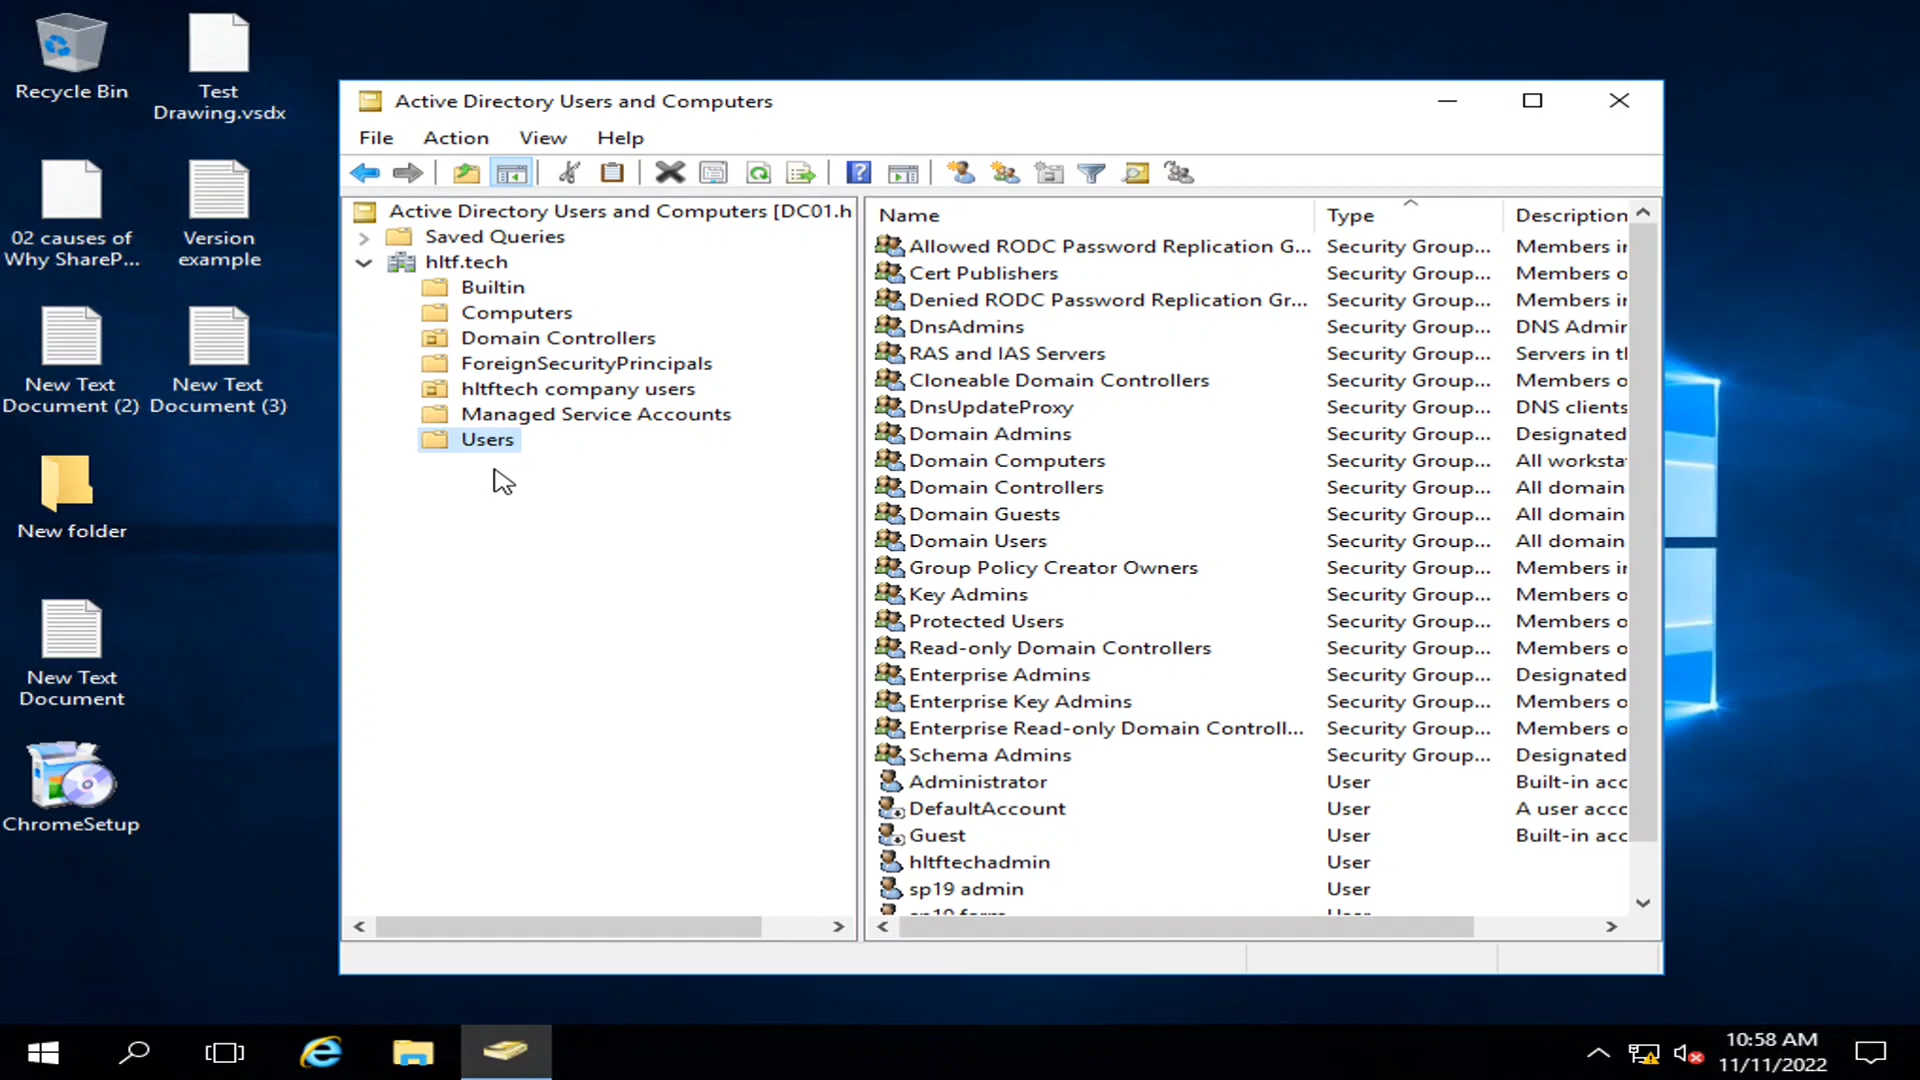 Recycle Bin
Test
Drawing.vsdx
02 causes of
Why ShareP...
Version
example
New Text
Document (2)
New Text
Document (3)
New folder
New Text
Document
ChromeSetup
Active Directory Users and Computers
File Action View Help
Active Directory Users and Computers [DC01.h
Saved Queries
hltf.tech
Builtin
Computers
Domain Controllers
ForeignSecurityPrincipals
hltftech company users
Managed Service Accounts
Users
Name Type Description
Allowed RODC Password Replication G... Security Group... Members in
Cert Publishers Security Group... Members o
Denied RODC Password Replication Gr... Security Group... Members in
DnsAdmins Security Group... DNS Admir
RAS and IAS Servers Security Group... Servers in tl
Cloneable Domain Controllers Security Group... Members o
DnsUpdateProxy Security Group... DNS clients
Domain Admins Security Group... Designated
Domain Computers Security Group... All worksta
Domain Controllers Security Group... All domain
Domain Guests Security Group... All domain
Domain Users Security Group... All domain
Group Policy Creator Owners Security Group... Members in
Key Admins Security Group... Members o
Protected Users Security Group... Members o
Read-only Domain Controllers Security Group... Members o
Enterprise Admins Security Group... Designated
Enterprise Key Admins Security Group... Members o
Enterprise Read-only Domain Controll... Security Group... Members o
Schema Admins Security Group... Designated
Administrator User Built-in acc
DefaultAccount User A user acco
Guest User Built-in acc
hltftechadmin User
sp19 admin User
10:58 AM
11/11/2022